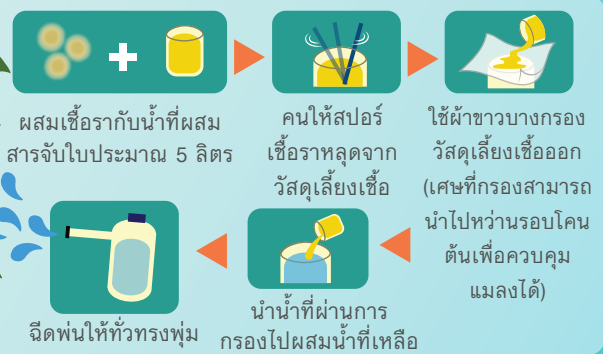 ผสมเชื้อรากับน้ำที่ผสม
สารจับใบประมาณ 5 ลิตร
คนให้สปอร์
เชื้อราหลุดจาก
วัสดุเลี้ยงเชื้อ
ใช้ผ้าขาวบางกรอง
วัสดุเลี้ยงเชื้อออก
(เศษที่กรองสามารถ
นำไปหว่านรอบโคน
ต้นเพื่อควบคุม
แมลงได้)
นำน้ำที่ผ่านการ
กรองไปผสมน้ำที่เหลือ
ฉีดพ่นให้ทั่วทรงพุ่ม